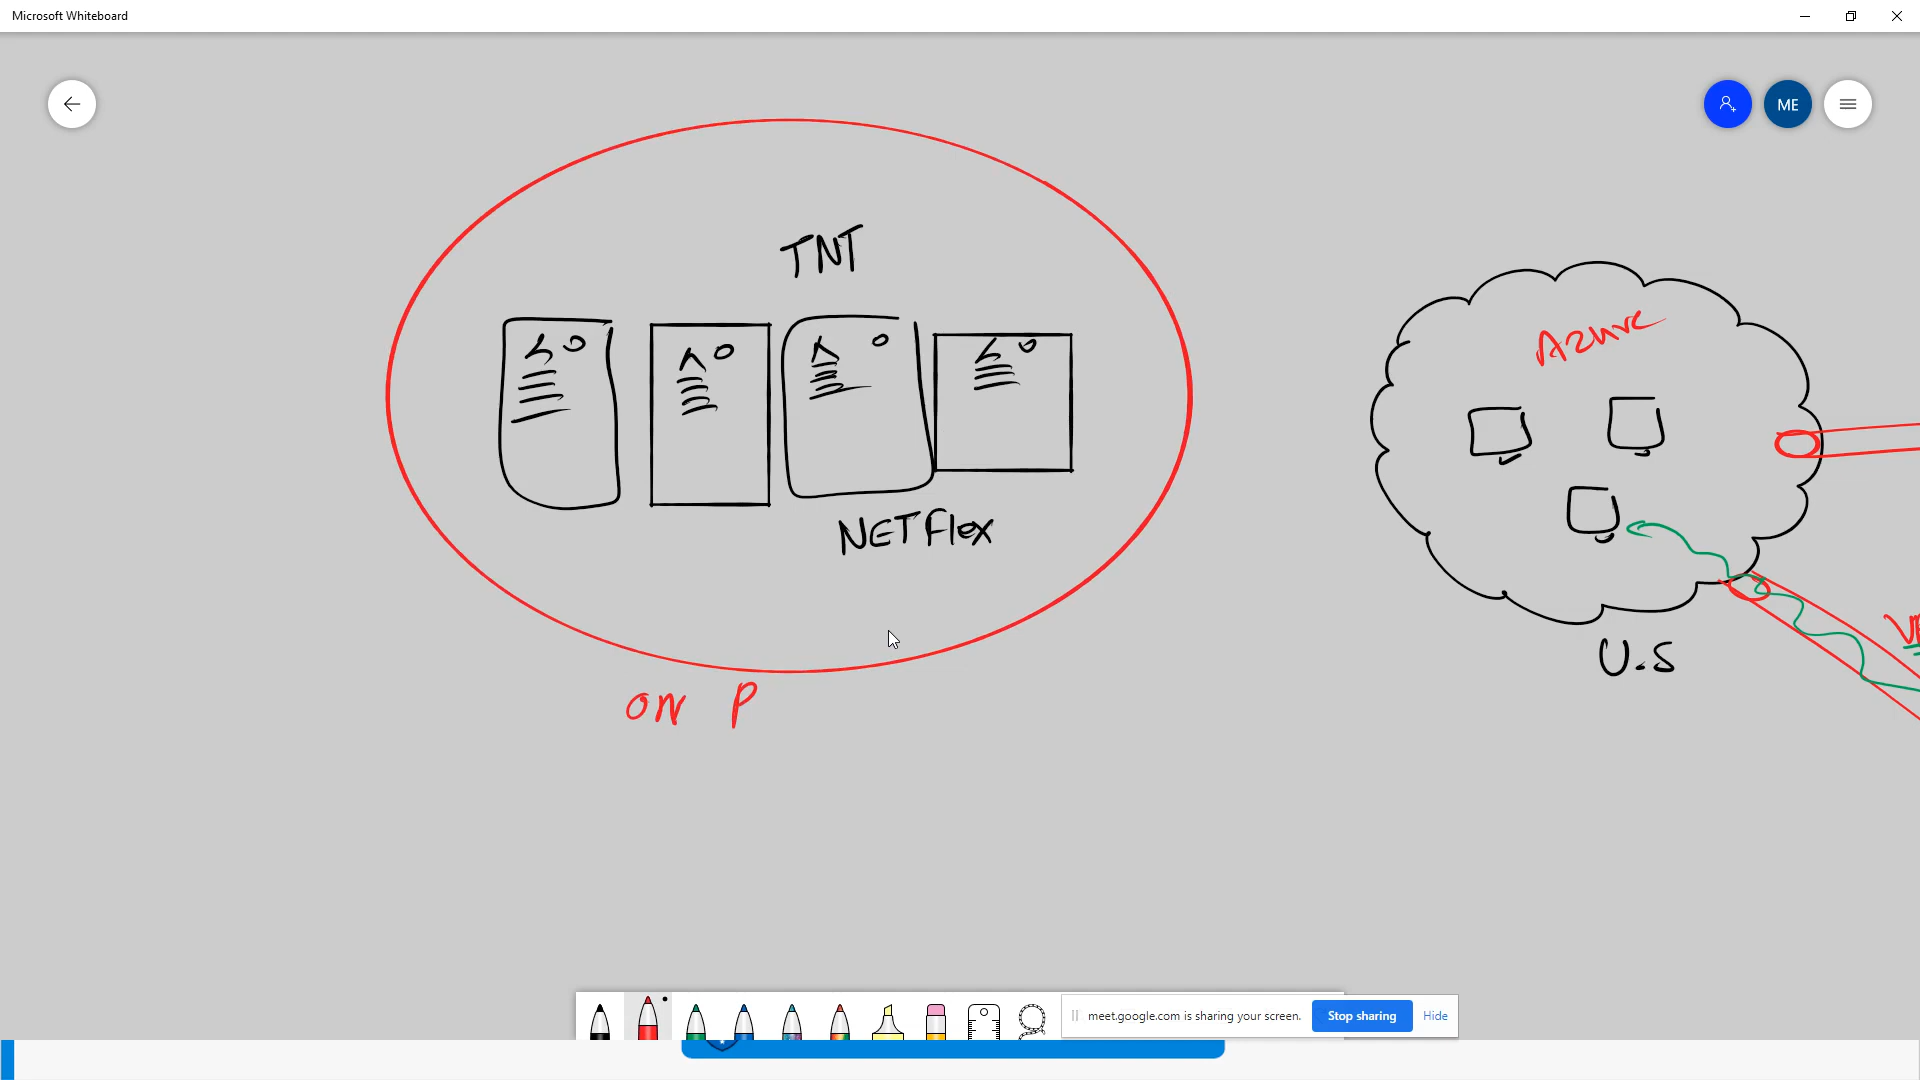 Microsoft Whiteboard
ME
TNT
NETFlex
ON P
Azure
U.S
meet.google.com is sharing your screen.
Stop sharing
Hide